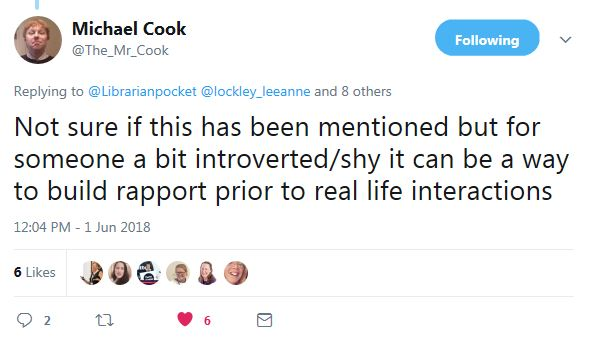 Michael Cook
@The_Mr_Cook
Following
Replying to @Librarianpocket @lockley_leeanne and 8 others
Not sure if this has been mentioned but for
someone a bit introverted/shy it can be a way
to build rapport prior to real life interactions
12:04 PM - 1 Jun 2018
6 Likes
2
6